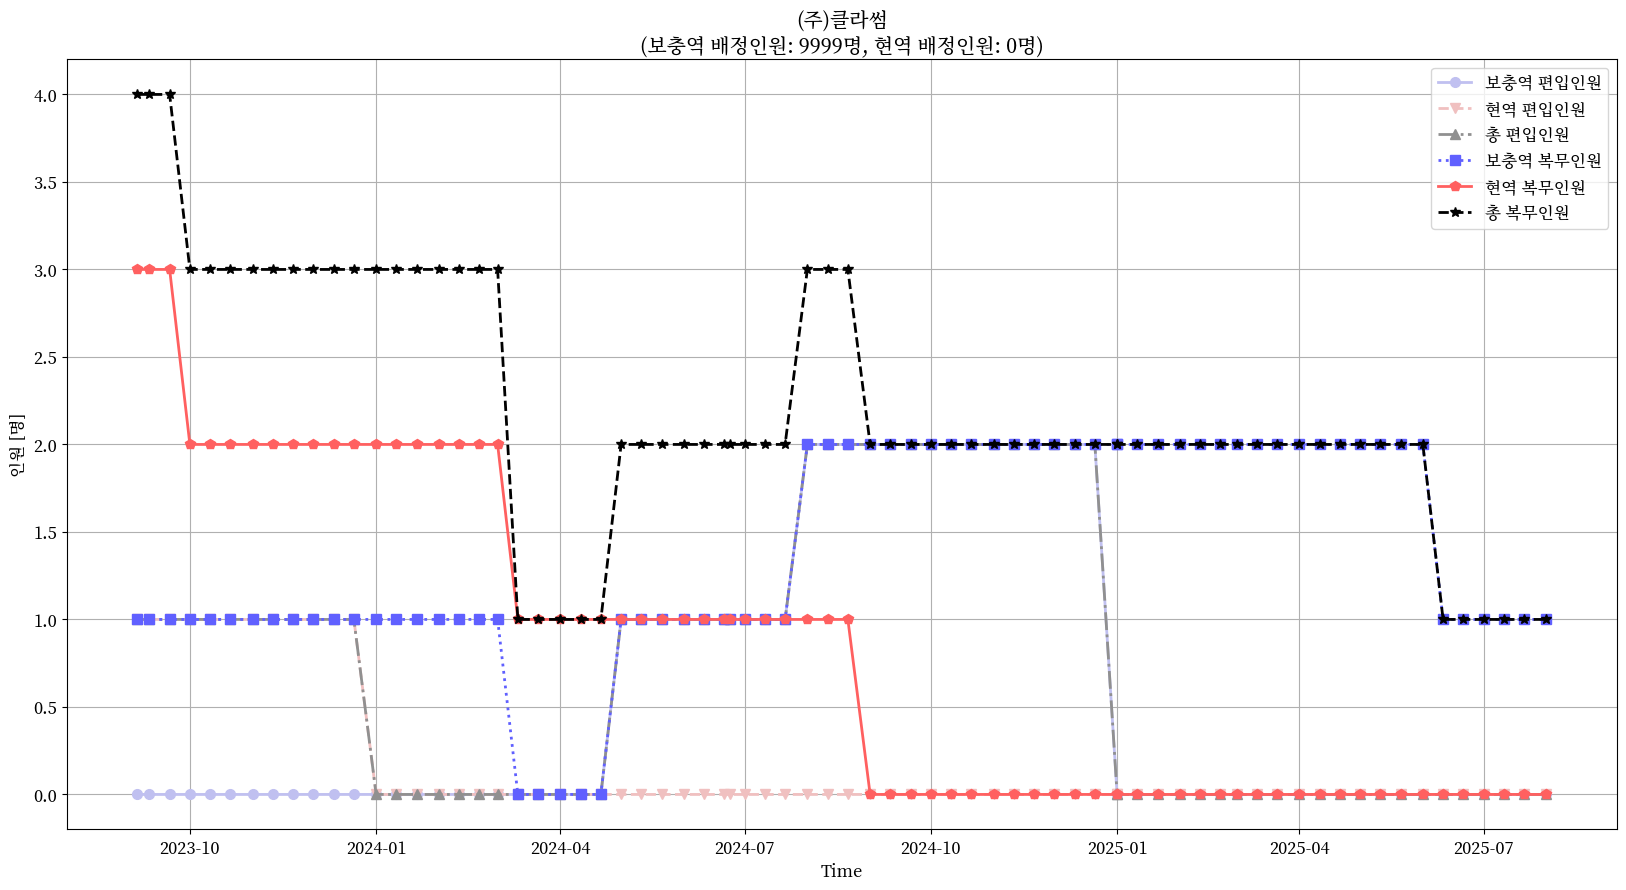 (주)클라썸
(보충역 배정인원: 9999명, 현역 배정인원: 0명)
보충역 편입인원
현역 편입인원
총 편입인원
보충역 복무인원
현역 복무인원
총 복무인원
인원 [명]
4.0
3.5
3.0
2.5
2.0
1.5
1.0
0.5
0.0
2023-10
2024-01
2024-04
2024-07
2024-10
2025-01
2025-04
2025-07
Time